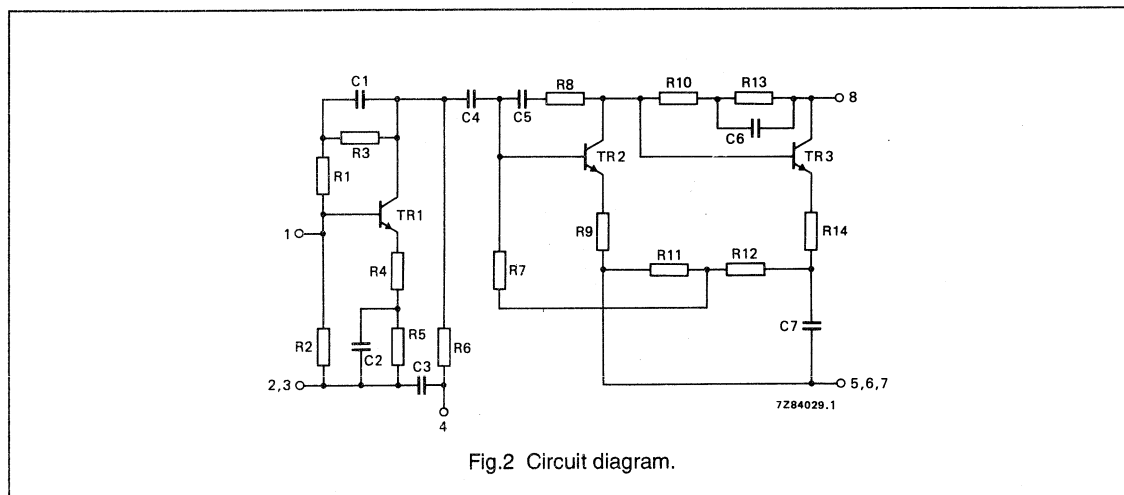 C1
R8
R10
R13
8
R3
C4
C5
C6
R1
TR2
TR3
TR1
1
R9
R14
R4
R7
R11
R12
R2
C2
R5
C3
R6
C7
2,3
5,6,7
4
7Z84029.1
Fig.2 Circuit diagram.